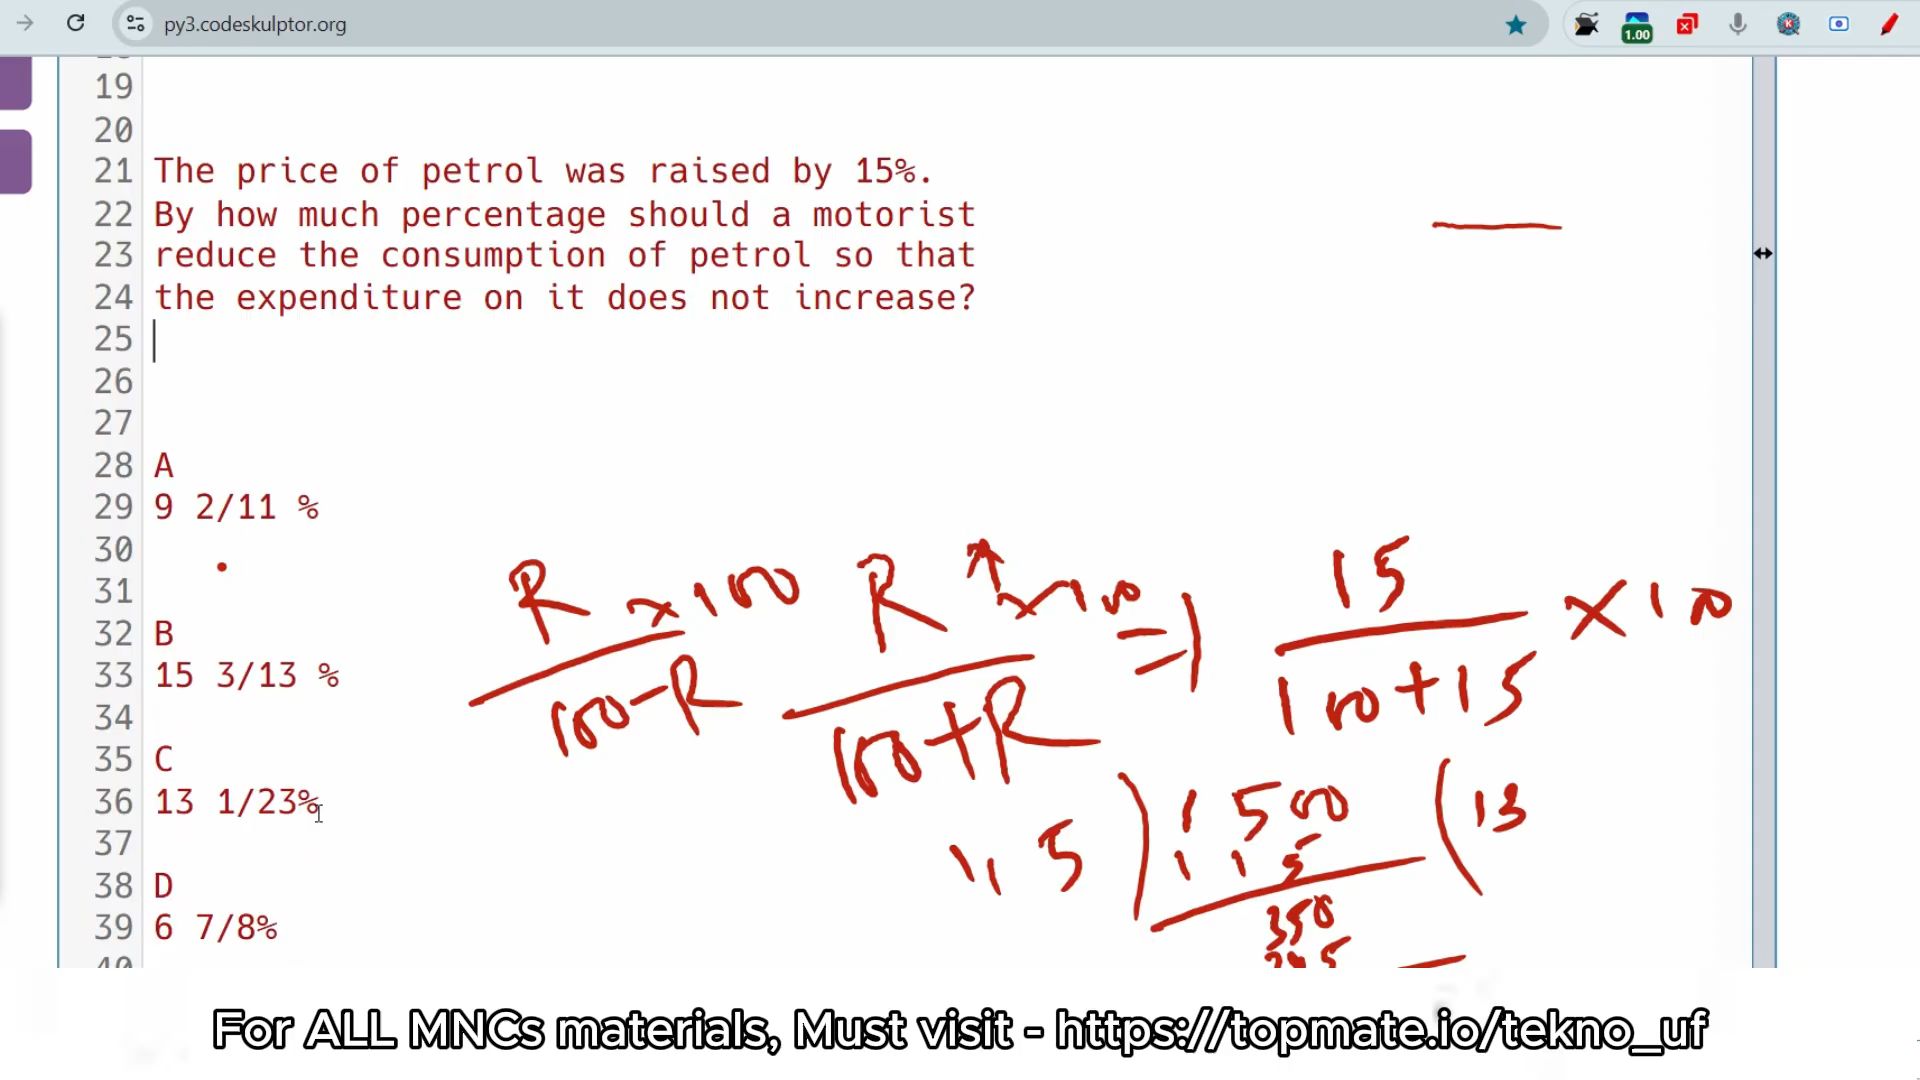 py3.codeskulptor.org
1.00
19
20
21 The price of petrol was raised by 15%.
22 By how much percentage should a motorist
23 reduce the consumption of petrol so that
24 the expenditure on it does not increase?
25
26
27
28 A
29 9 2/11 %
30
31
32 B
33 15 3/13 %
34
35 C
36 13 1/23%
37
38 D
39 6 7/8%
R × 100
100-R
R ↑ × 100
100+R
=)
15 × 100
100+15
115 ) 1500 ( 13
115
350
For ALL MNCs materials, Must visit - https://topmate.io/tekno_uf